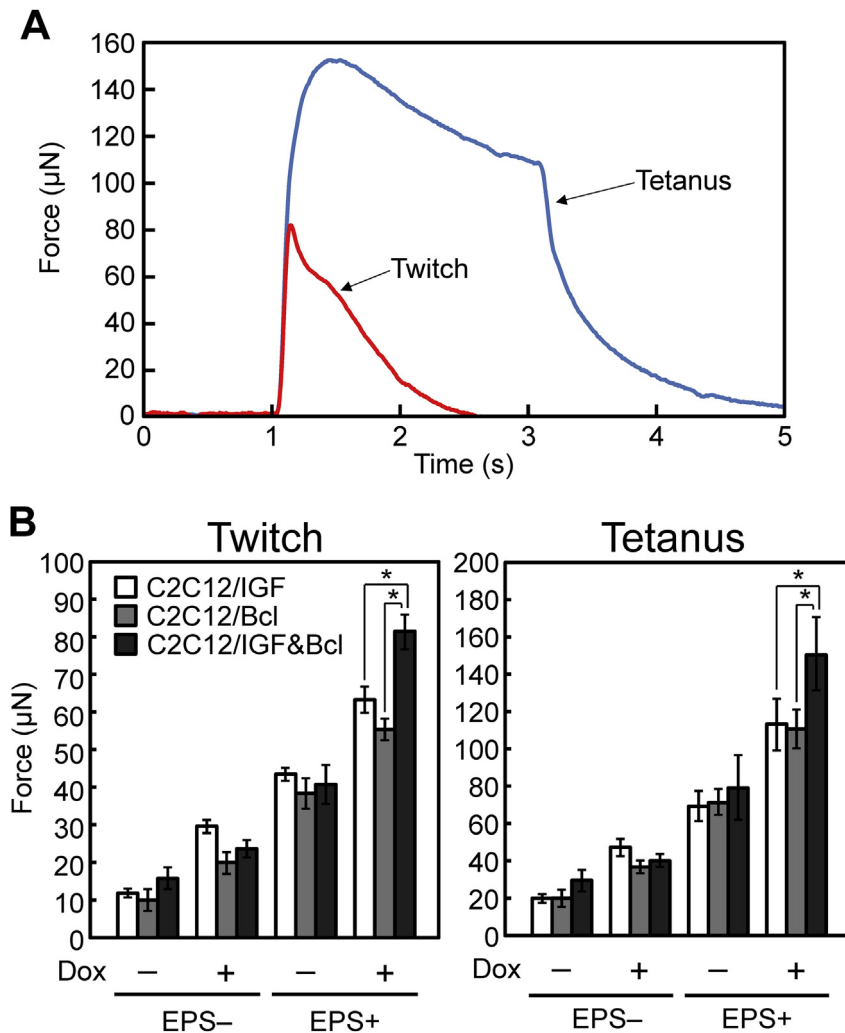 A
Force (μN)
160
140
120
100
80
60
40
20
0
Tetanus
Twitch
0 1 2 3 4 5
Time (s)
B
Twitch
Force (μN)
100
90
80
70
60
50
40
30
20
10
0
C2C12/IGF
C2C12/Bcl
C2C12/IGF&Bcl
*
*
Dox − + − +
EPS− EPS+
Tetanus
200
180
160
140
120
100
80
60
40
20
0
*
*
Dox − + − +
EPS− EPS+